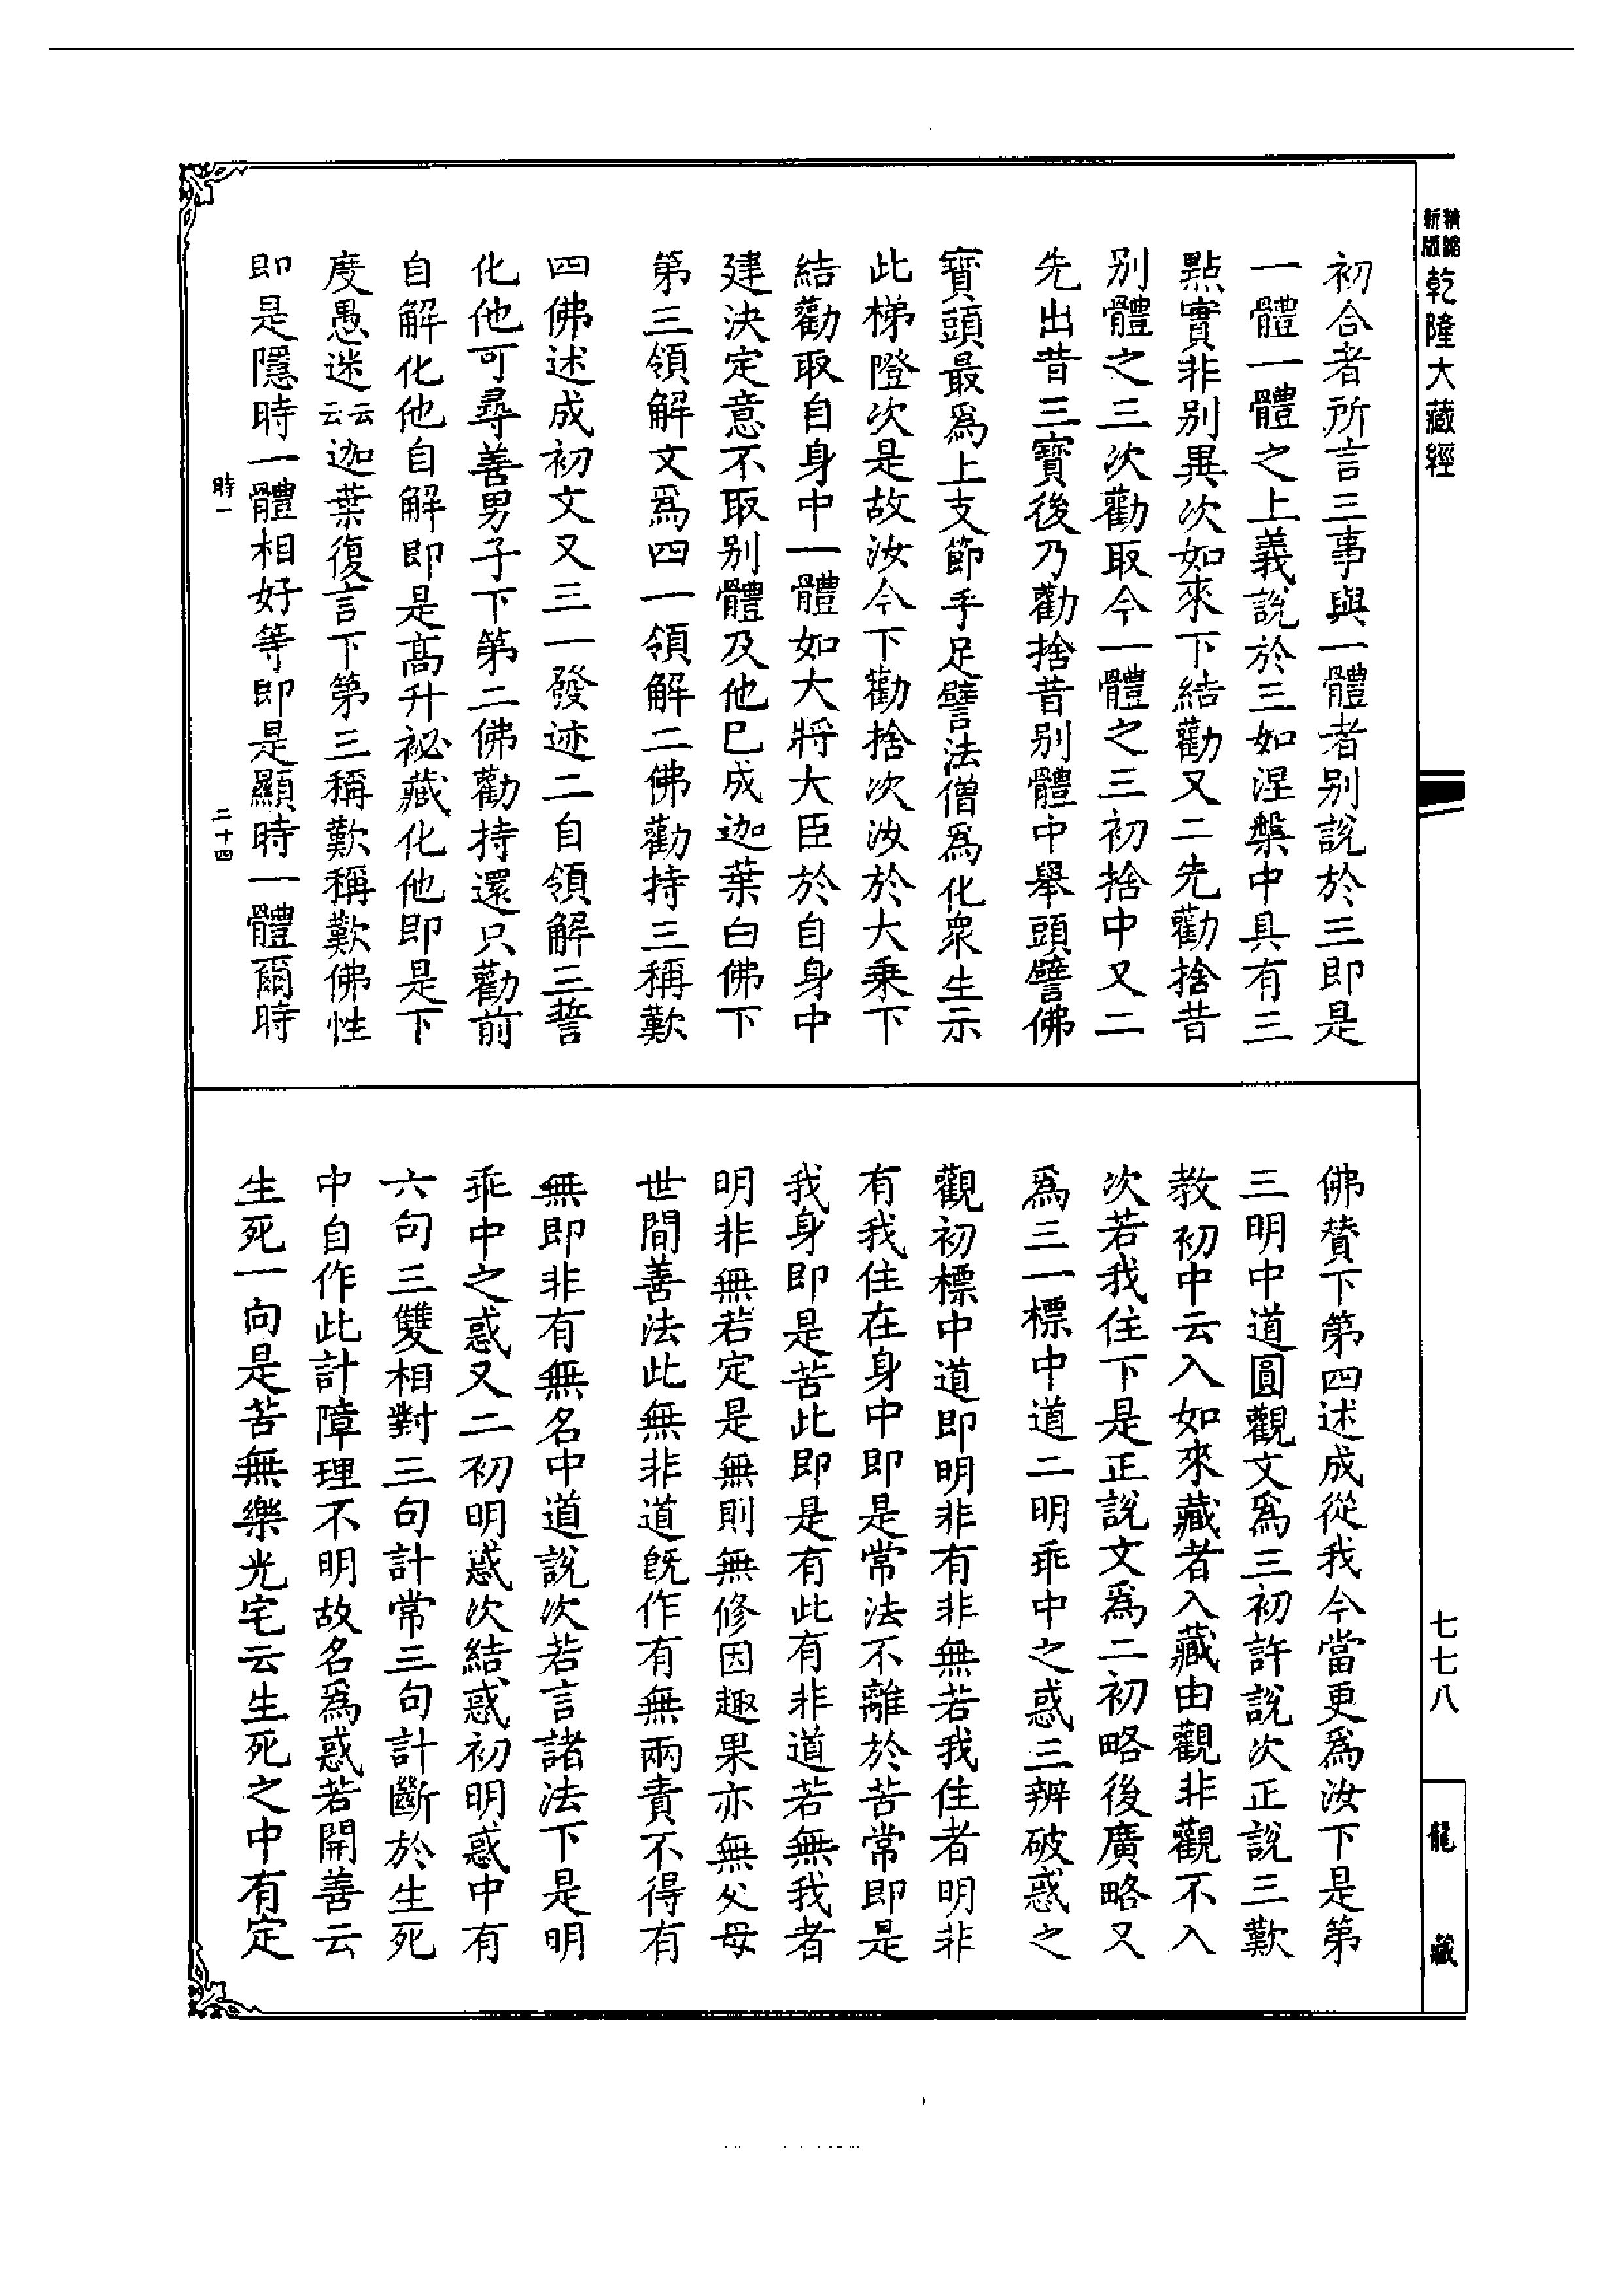 精縮新版乾隆大藏經
初合者所言三事與一體者别說於三即是
一體一體之上義說於三如涅槃中具有三
點實非别異次如來下結勸又二先勸捨昔
别體之三次勸取今一體之三初捨中又二
先出昔三寶後乃勸捨昔别體中舉頭譬佛
寶頭最爲上支節手足譬法僧爲化衆生示
此梯隥次是故汝今下勸捨次汝於大乘下
結勸取自身中一體如大將大臣於自身中
建決定意不取别體及他巳成迦葉白佛下
第三領解文爲四一領解二佛勸持三稱歎
四佛述成初文又三一發迹二自領解三誓
化他可尋善男子下第二佛勸持還只勸前
自解化他自解即是高升祕藏化他即是下
度愚迷云云迦葉復言下第三稱歎稱歎佛性
即是隱時一體相好等即是顯時一體爾時
時一
二十四
佛賛下第四述成從我今當更爲汝下是第
三明中道圓觀文爲三初許說次正說三歎
教初中云入如來藏者入藏由觀非觀不入
次若我住下是正說文爲二初略後廣略又
爲三一標中道二明乖中之惑三辨破惑之
觀初標中道即明非有非無若我住者明非
有我住在身中即是常法不離於苦常即是
我身即是苦此即是有此有非道若無我者
明非無若定是無則無修因趣果亦無父母
世間善法此無非道旣作有無兩責不得有
無即非有無名中道說次若言諸法下是明
乖中之惑又二初明惑次結惑初明惑中有
六句三雙相對三句計常三句計斷於生死
中自作此計障理不明故名爲惑若開善云
生死一向是苦無樂光宅云生死之中有定
七七八
龍藏